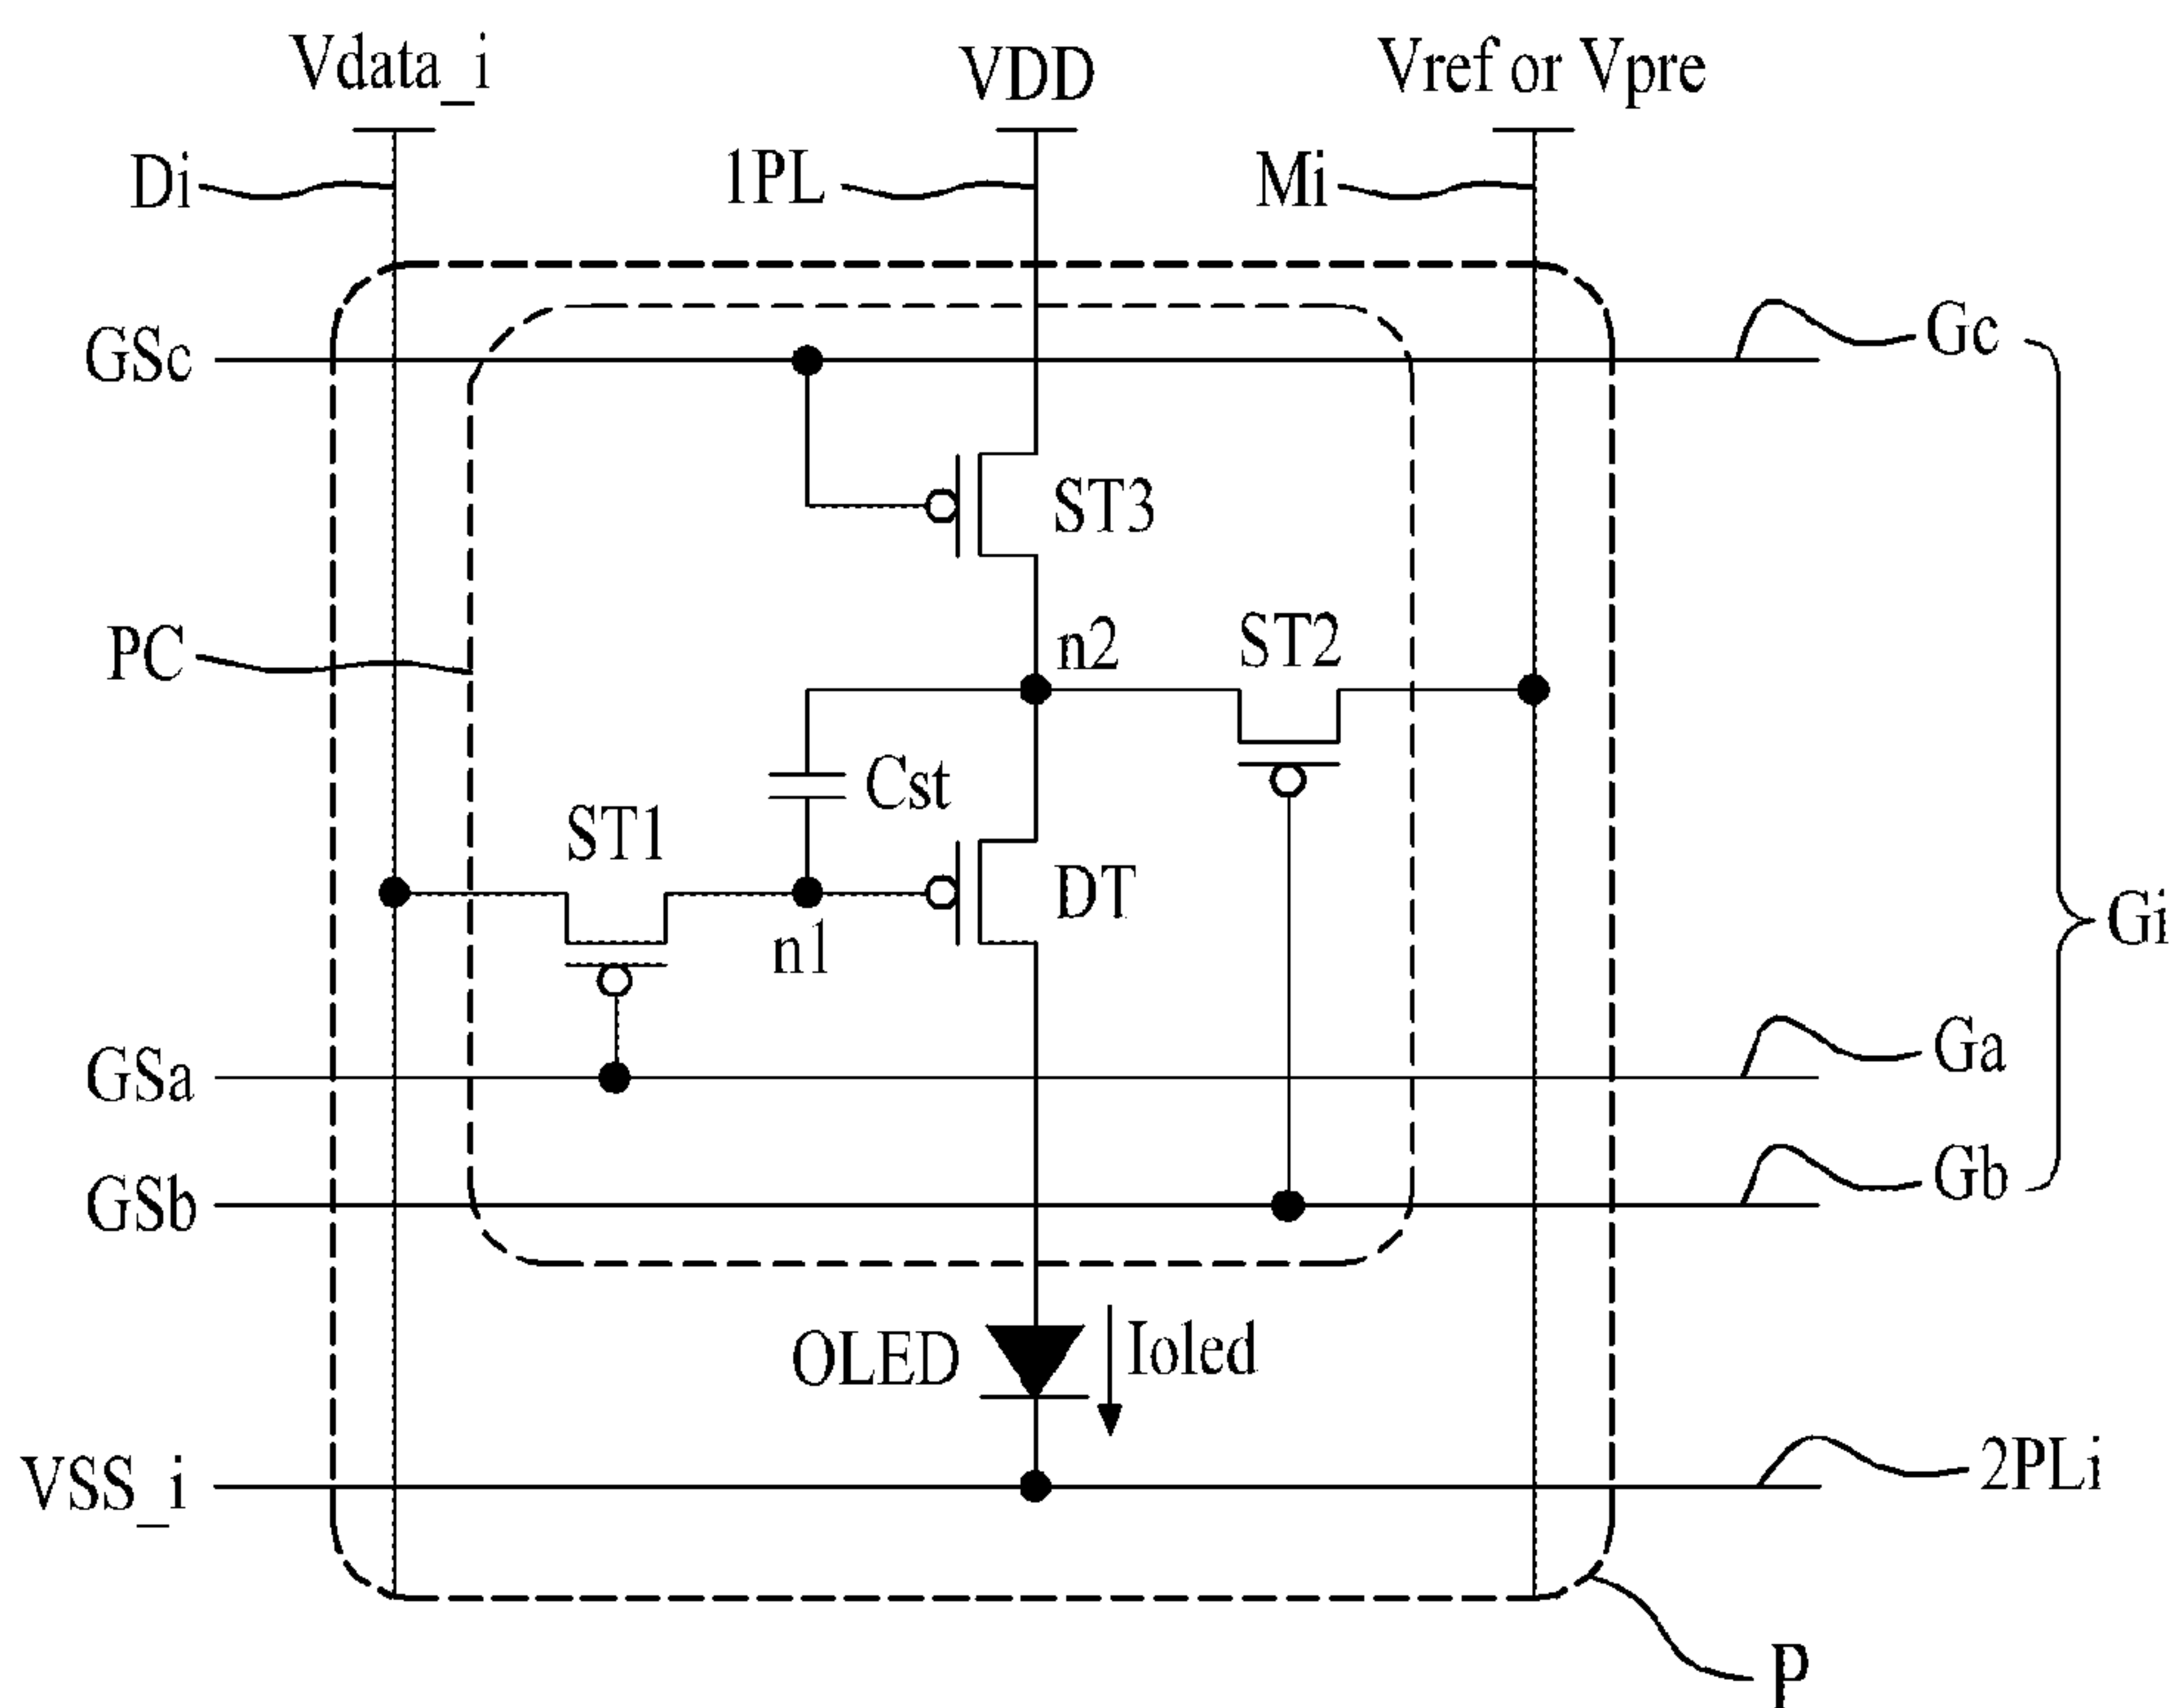 Vdata_i
VDD
Vref or Vpre
Di
1PL
Mi
GSc
Gc
ST3
PC
n2
ST2
Cst
ST1
DT
n1
Gi
GSa
Ga
GSb
Gb
OLED
Ioled
VSS_i
2PLi
P